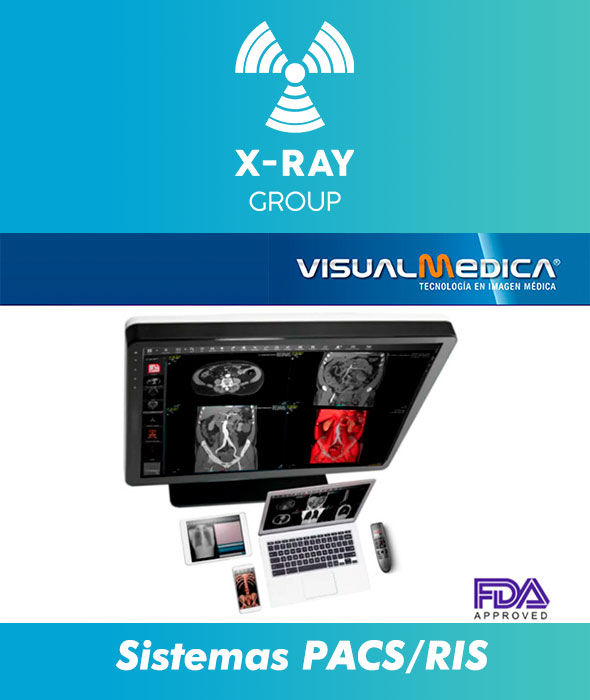 X-RAY
GROUP
VISUALMEDICA®
TECNOLOGÍA EN IMAGEN MÉDICA
FDA
APPROVED
Sistemas PACS/RIS